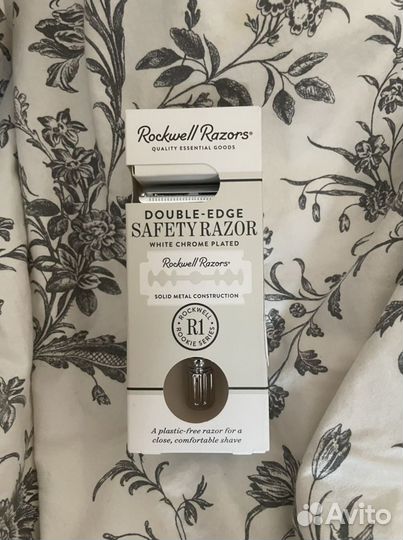 Rockwell Razors®
QUALITY ESSENTIAL GOODS
DOUBLE-EDGE
SAFETY RAZOR
WHITE CHROME PLATED
Rockwell Razors®
SOLID METAL CONSTRUCTION
ROCKWELL
R1
ROOKIE SERIES
A plastic-free razor for a
close, comfortable shave
Avito